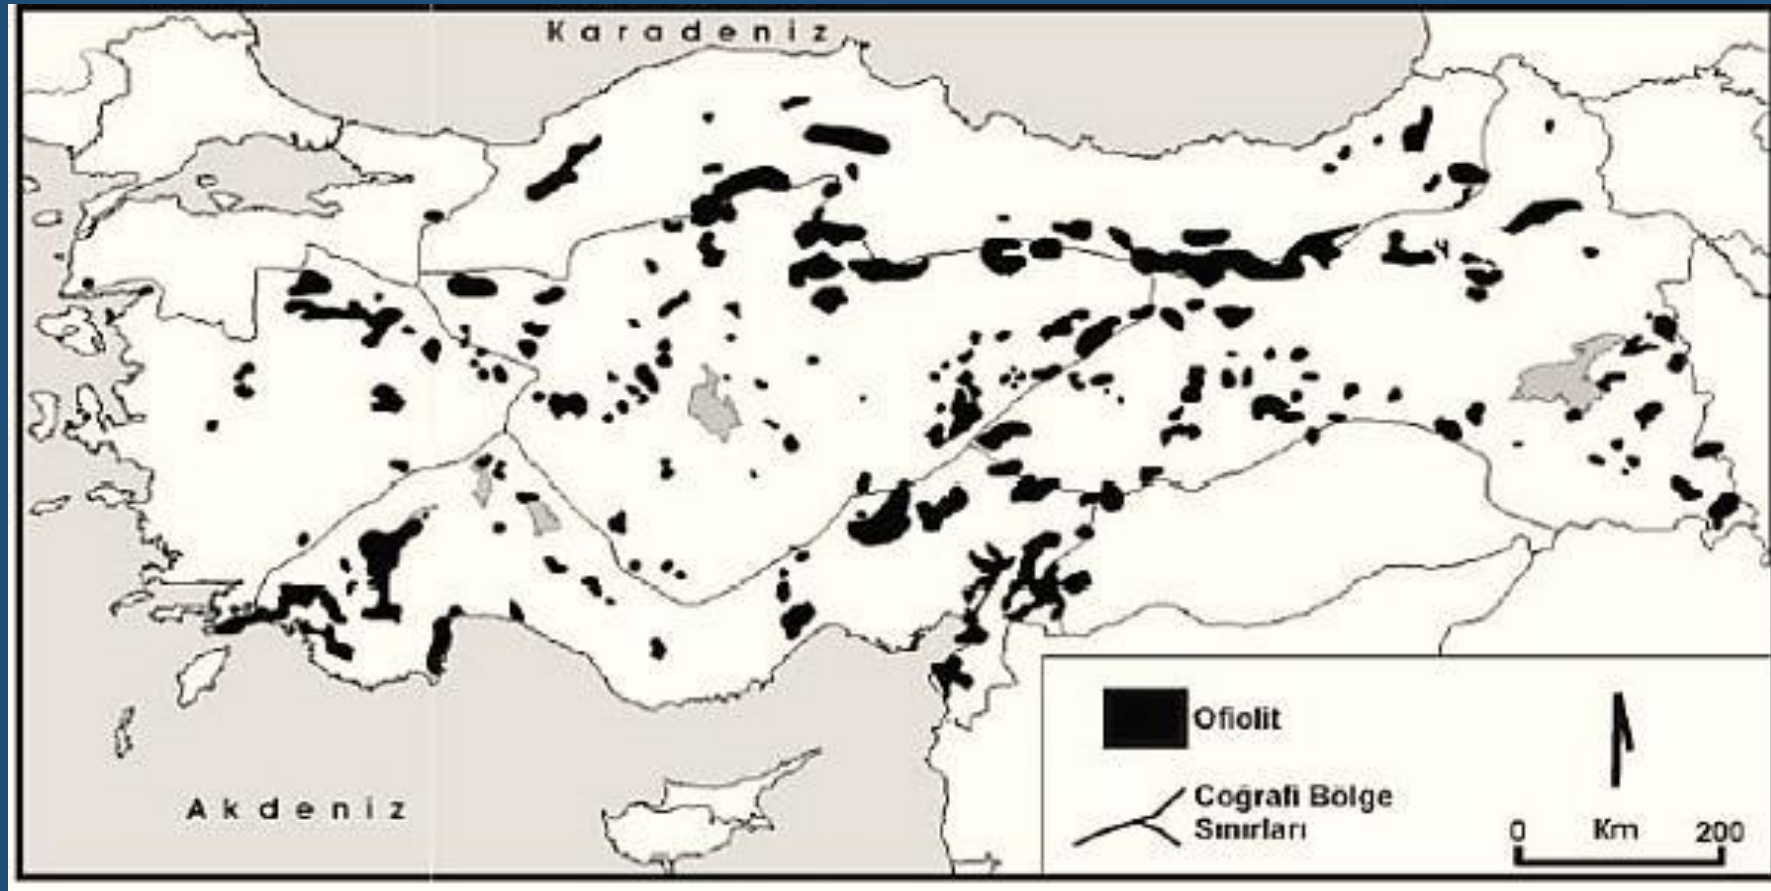 Karadeniz
Akdeniz
Ofiolit
Coğrafi Bölge
Sınırları
0 Km 200